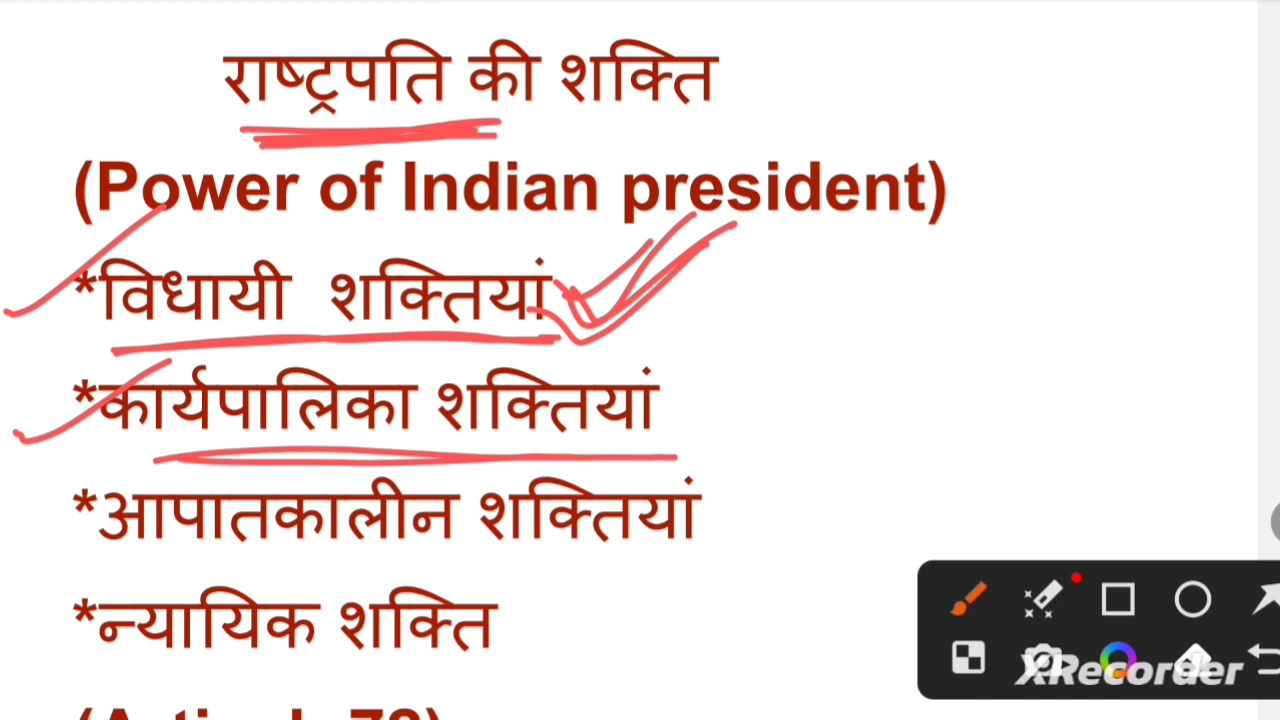 राष्ट्रपति की शक्ति
(Power of Indian president)
*विधायी शक्तियां
*कार्यपालिका शक्तियां
*आपातकालीन शक्तियां
*न्यायिक शक्ति
XRecorder